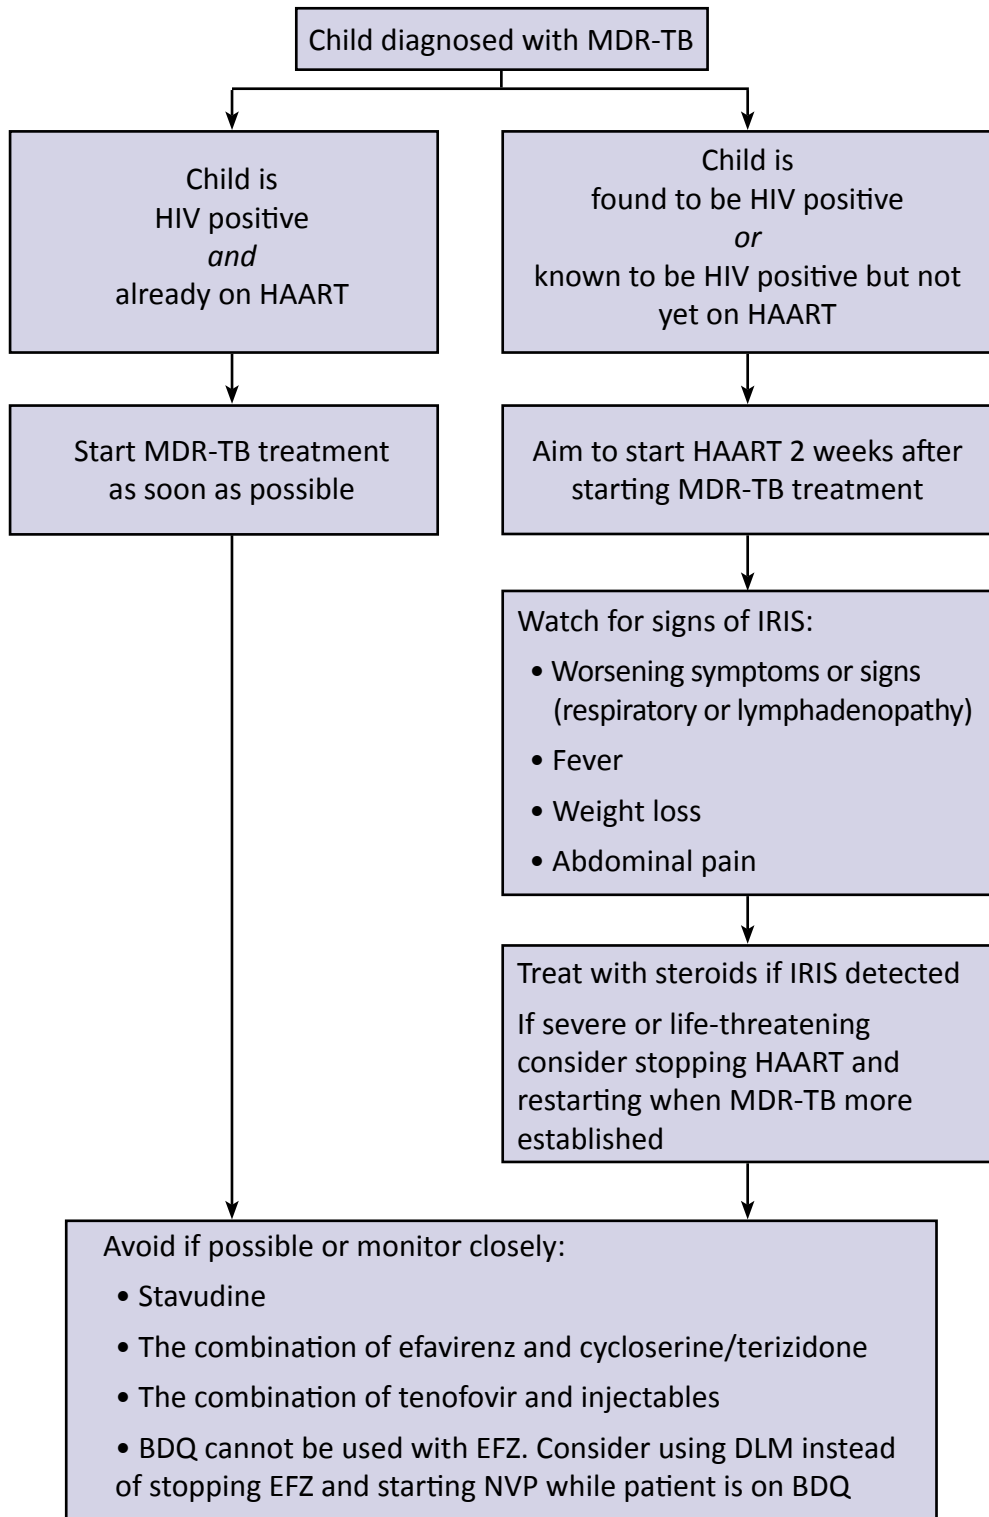 Child diagnosed with MDR-TB
Child is
HIV positive
and
already on HAART
Child is
found to be HIV positive
or
known to be HIV positive but not
yet on HAART
Start MDR-TB treatment
as soon as possible
Aim to start HAART 2 weeks after
starting MDR-TB treatment
Watch for signs of IRIS:
• Worsening symptoms or signs
(respiratory or lymphadenopathy)
• Fever
• Weight loss
• Abdominal pain
Treat with steroids if IRIS detected
If severe or life-threatening
consider stopping HAART and
restarting when MDR-TB more
established
Avoid if possible or monitor closely:
• Stavudine
• The combination of efavirenz and cycloserine/terizidone
• The combination of tenofovir and injectables
• BDQ cannot be used with EFZ. Consider using DLM instead
of stopping EFZ and starting NVP while patient is on BDQ